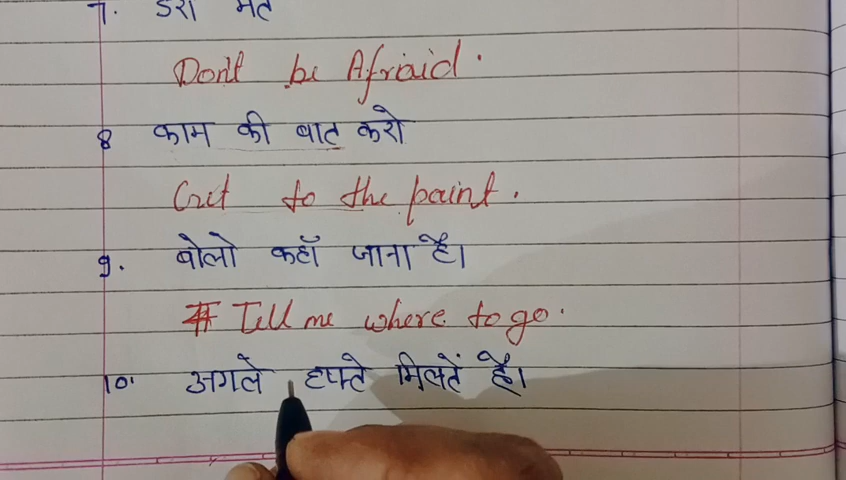 7. डरो मत
Don't be Afraid.
8 काम की बात करो
Cut to the point.
9. बोलो कहाँ जाना है।
Tell me where to go.
10. अगले हफ्ते मिलतें है।